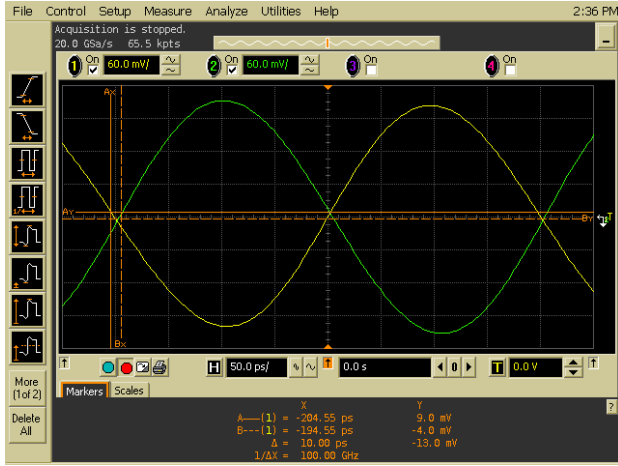 File Control Setup Measure Analyze Utilities Help 2:36 PM
Acquisition is stopped.
20.0 GSa/s 65.5 kpts
1 On 60.0 mV/ 2 On 60.0 mV/ 3 On 4 On
Ax
Ay By T
Bx
H 50.0 ps/ 0.0 s 0 T 0.0 V
More
(1of 2)
Delete
All
Markers Scales
?
X Y
A——(1) = -204.55 ps 9.0 mV
B---(1) = -194.55 ps -4.0 mV
Δ = 10.00 ps -13.0 mV
1/ΔX = 100.00 GHz